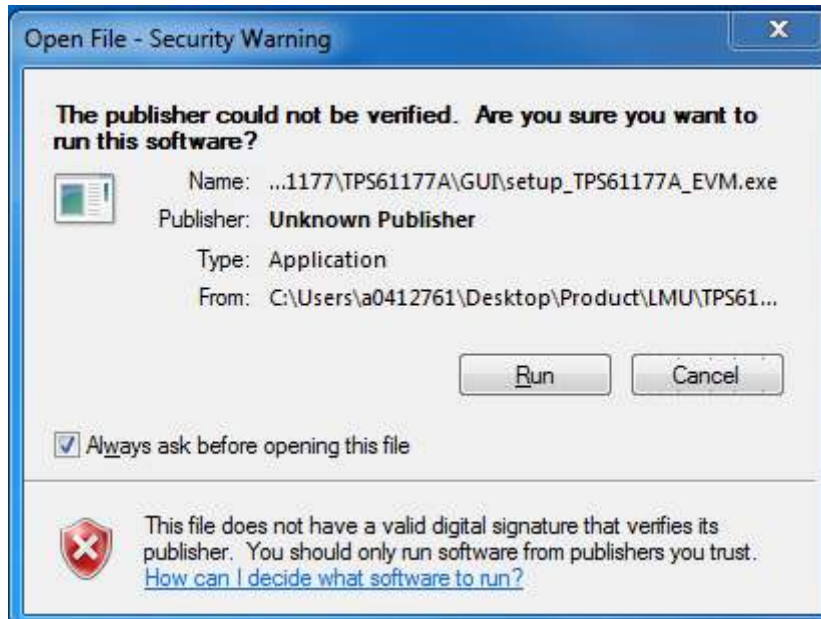 Open File - Security Warning
The publisher could not be verified. Are you sure you want to
run this software?
Name: ...1177\TPS61177A\GUI\setup_TPS61177A_EVM.exe
Publisher: Unknown Publisher
Type: Application
From: C:\Users\a0412761\Desktop\Product\LMU\TPS61...
Run Cancel
Always ask before opening this file
This file does not have a valid digital signature that verifies its
publisher. You should only run software from publishers you trust.
How can I decide what software to run?